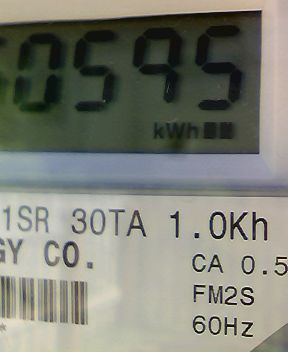 0595
kWh
1SR 30TA 1.0Kh
GY CO.
CA 0.5
FM2S
60Hz